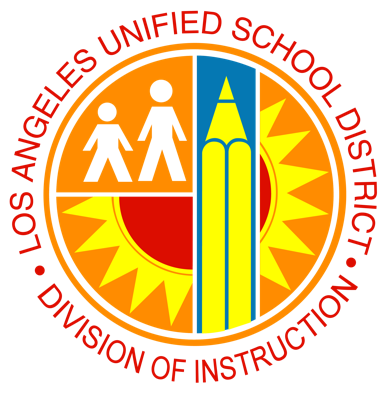 LOS ANGELES UNIFIED SCHOOL DISTRICT
• DIVISION OF INSTRUCTION •